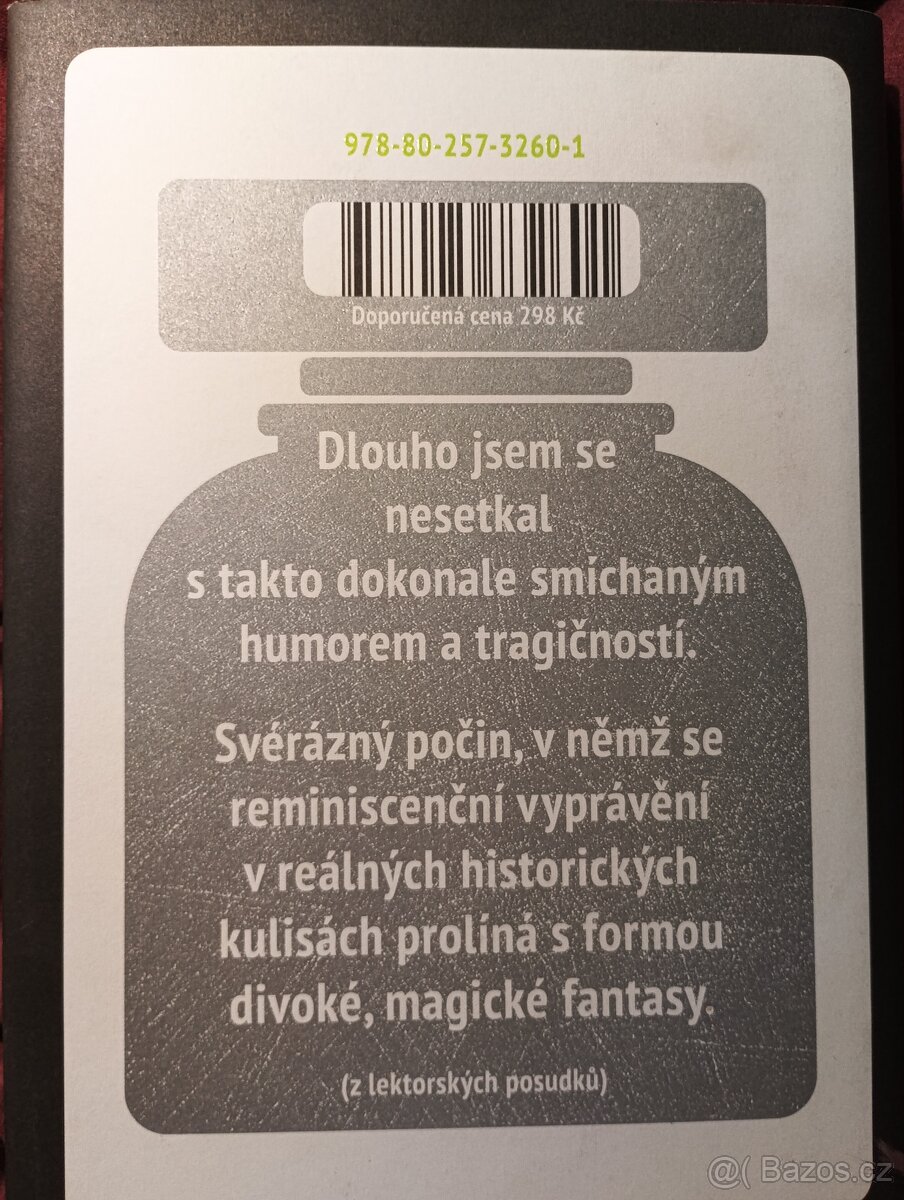 978-80-257-3260-1
Doporučená cena 298 Kč
Dlouho jsem se
nesetkal
s takto dokonale smíchaným
humorem a tragičností.
Svérázný počin, v němž se
reminiscenční vyprávění
v reálných historických
kulisách prolíná s formou
divoké, magické fantasy.
(z lektorských posudků)
@( Bazos.cz